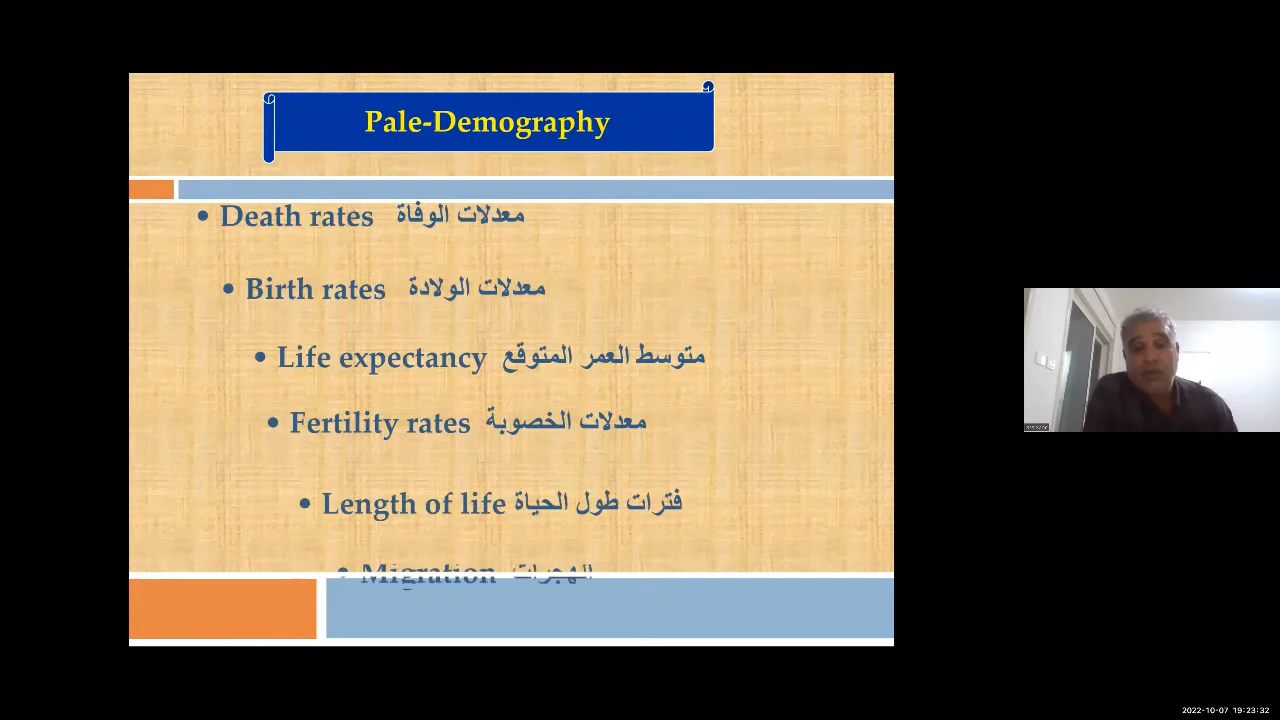 Pale-Demography
• Death rates معدلات الوفاة
• Birth rates معدلات الولادة
• Life expectancy متوسط العمر المتوقع
• Fertility rates معدلات الخصوبة
• Length of life فترات طول الحياة
• Migration الهجرات
2022-10-07 19:23:32